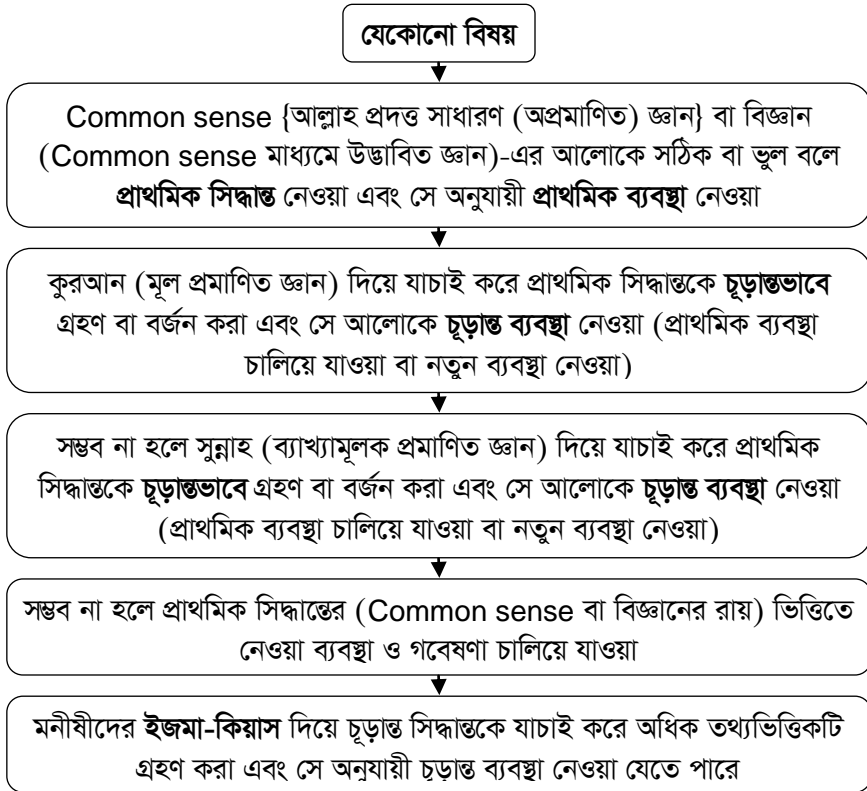 যেকোনো বিষয়
Common sense {আল্লাহ প্রদত্ত সাধারণ (অপ্রমাণিত) জ্ঞান} বা বিজ্ঞান
(Common sense মাধ্যমে উদ্ভাবিত জ্ঞান)-এর আলোকে সঠিক বা ভুল বলে
প্রাথমিক সিদ্ধান্ত নেওয়া এবং সে অনুযায়ী প্রাথমিক ব্যবস্থা নেওয়া
কুরআন (মূল প্রমাণিত জ্ঞান) দিয়ে যাচাই করে প্রাথমিক সিদ্ধান্তকে চূড়ান্তভাবে
গ্রহণ বা বর্জন করা এবং সে আলোকে চূড়ান্ত ব্যবস্থা নেওয়া (প্রাথমিক ব্যবস্থা
চালিয়ে যাওয়া বা নতুন ব্যবস্থা নেওয়া)
সম্ভব না হলে সুন্নাহ (ব্যাখ্যামূলক প্রমাণিত জ্ঞান) দিয়ে যাচাই করে প্রাথমিক
সিদ্ধান্তকে চূড়ান্তভাবে গ্রহণ বা বর্জন করা এবং সে আলোকে চূড়ান্ত ব্যবস্থা নেওয়া
(প্রাথমিক ব্যবস্থা চালিয়ে যাওয়া বা নতুন ব্যবস্থা নেওয়া)
সম্ভব না হলে প্রাথমিক সিদ্ধান্তের (Common sense বা বিজ্ঞানের রায়) ভিত্তিতে
নেওয়া ব্যবস্থা ও গবেষণা চালিয়ে যাওয়া
মনীষীদের ইজমা-কিয়াস দিয়ে চূড়ান্ত সিদ্ধান্তকে যাচাই করে অধিক তথ্যভিত্তিকটি
গ্রহণ করা এবং সে অনুযায়ী চূড়ান্ত ব্যবস্থা নেওয়া যেতে পারে